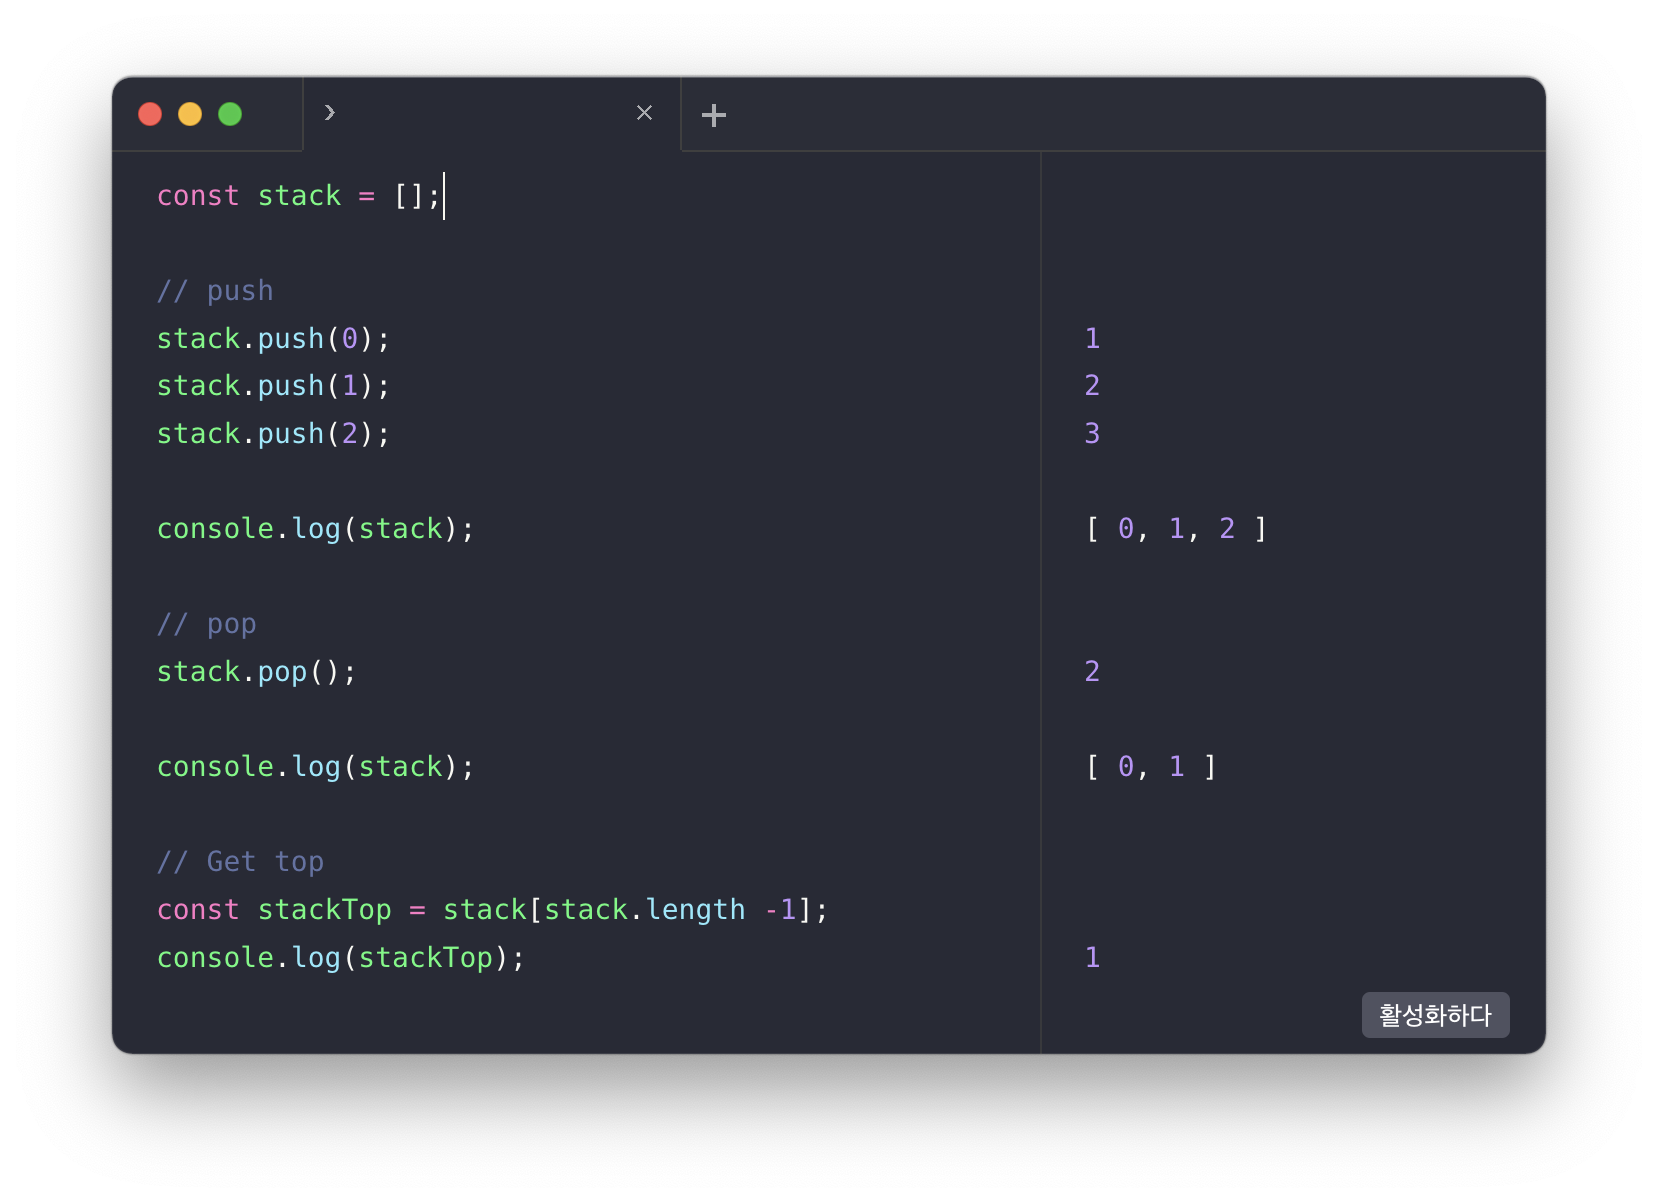 const stack = [];
// push
stack.push(0); 1
stack.push(1); 2
stack.push(2); 3
console.log(stack); [ 0, 1, 2 ]
// pop
stack.pop(); 2
console.log(stack); [ 0, 1 ]
// Get top
const stackTop = stack[stack.length -1];
console.log(stackTop); 1
활성화하다